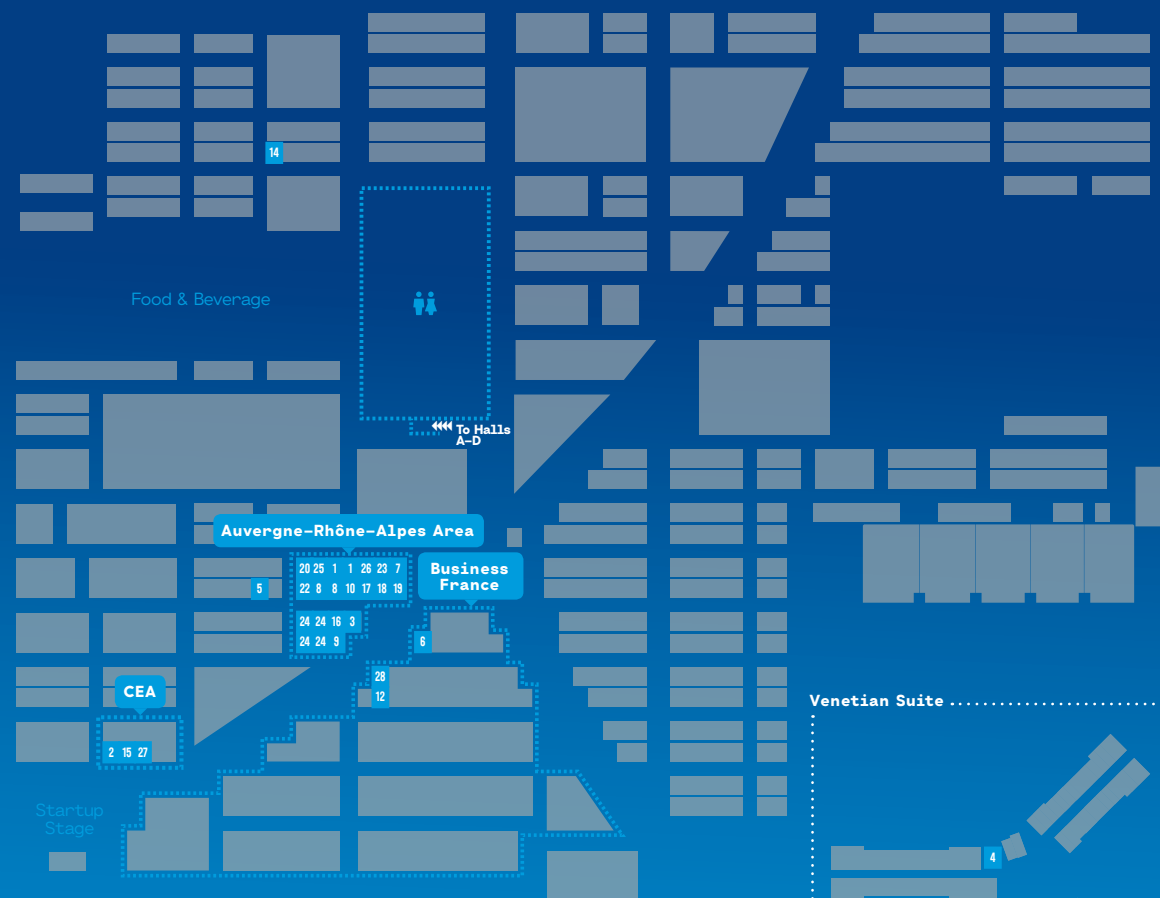 14
Food & Beverage
To Halls
A–D
Auvergne–Rhône–Alpes Area
20 25 1 1 26 23 7
22 8 8 10 17 18 19
5
Business
France
24 24 16 3
24 24 9
6
28
12
CEA
2 15 27
Venetian Suite
Startup
Stage
4